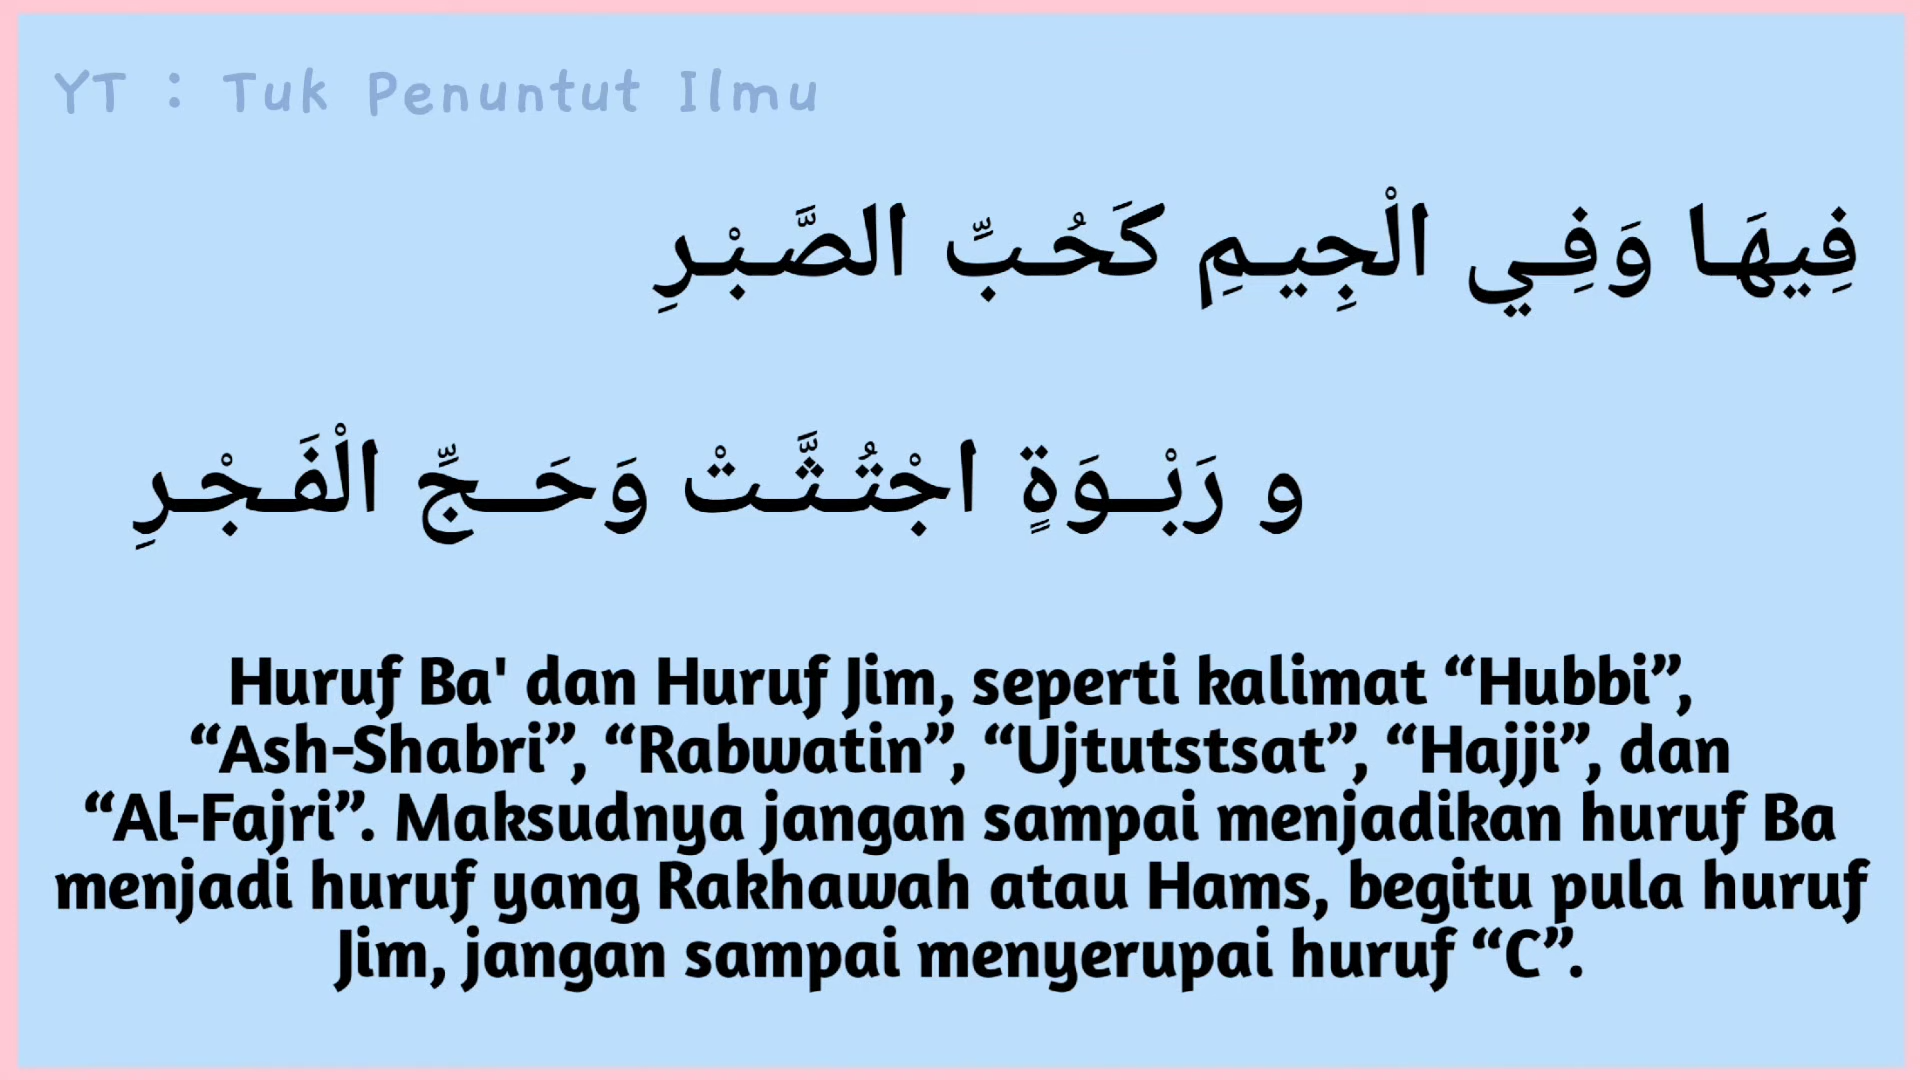 YT : Tuk Penuntut Ilmu
فِيهَا وَفِي الْجِيمِ كَحُبِّ الصَّبْرِ
و رَبْوَةٍ اجْتُثَّتْ وَحَجِّ الْفَجْرِ
Huruf Ba' dan Huruf Jim, seperti kalimat “Hubbi”,
“Ash-Shabri”, “Rabwatin”, “Ujtutstsat”, “Hajji”, dan
“Al-Fajri”. Maksudnya jangan sampai menjadikan huruf Ba
menjadi huruf yang Rakhawah atau Hams, begitu pula huruf
Jim, jangan sampai menyerupai huruf “C”.